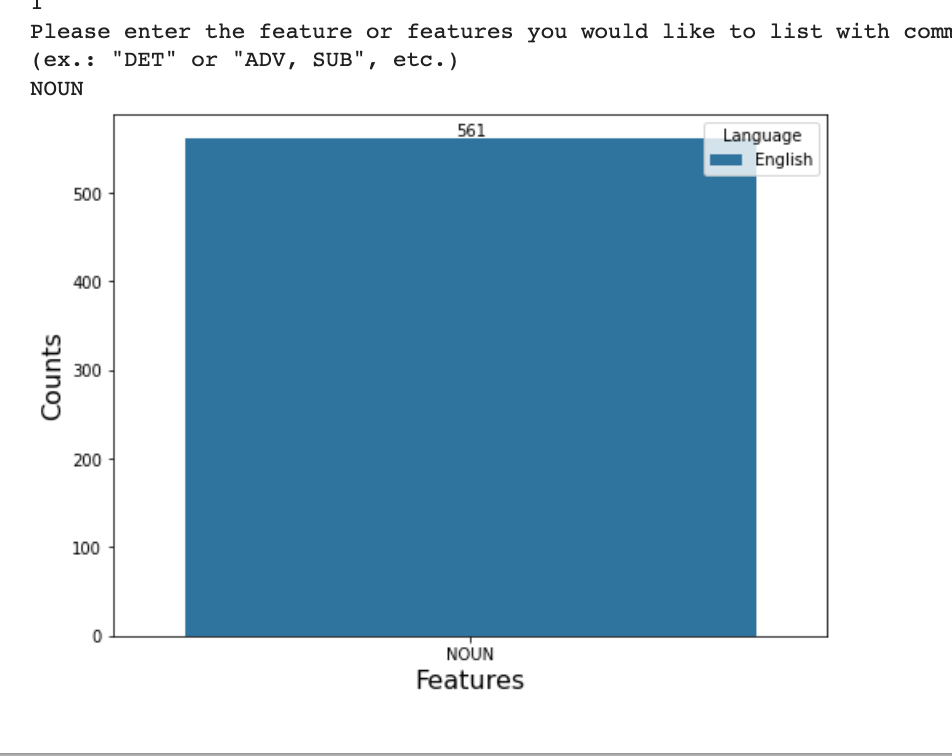 Please enter the feature or features you would like to list with
(ex.: "DET" or "ADV, SUB", etc.)
NOUN
561
Language
English
500
400
300
200
100
0
Counts
NOUN
Features